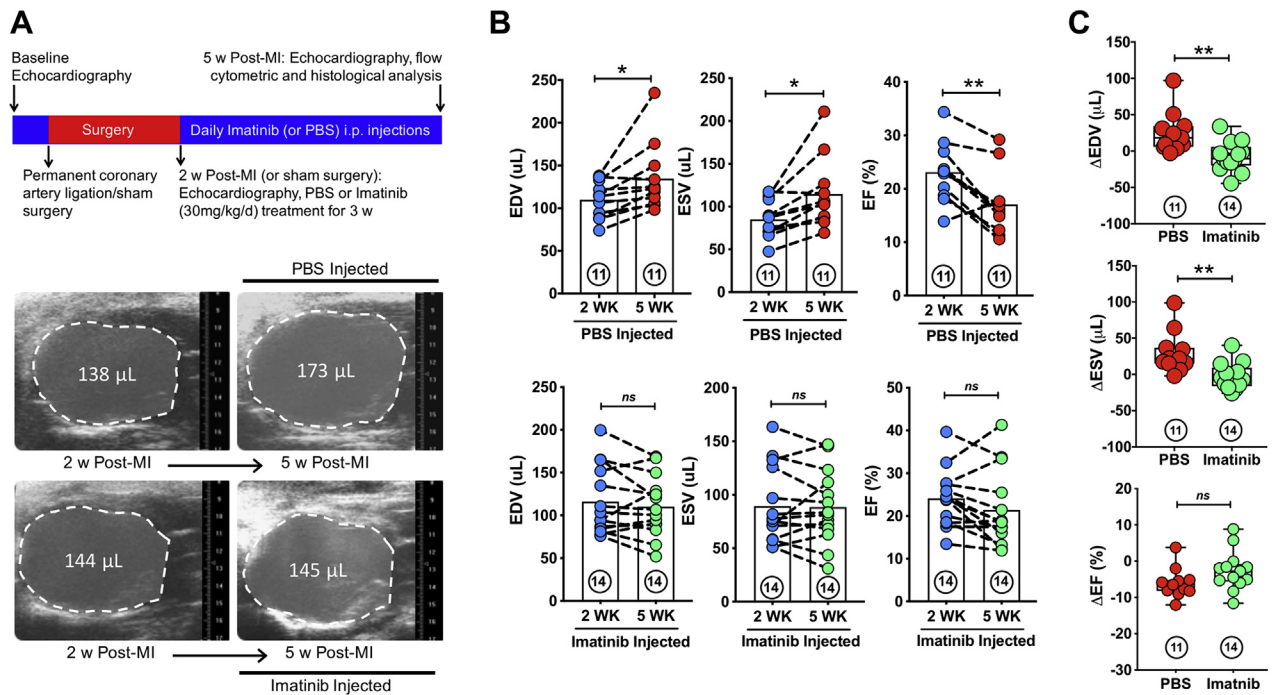 A
Baseline
Echocardiography
5 w Post-MI: Echocardiography, flow
cytometric and histological analysis
Surgery
Daily Imatinib (or PBS) i.p. injections
Permanent coronary
artery ligation/sham
surgery
2 w Post-MI (or sham surgery):
Echocardiography, PBS or Imatinib
(30mg/kg/d) treatment for 3 w
PBS Injected
138 µL
173 µL
2 w Post-MI
5 w Post-MI
144 µL
145 µL
2 w Post-MI
5 w Post-MI
Imatinib Injected
B
EDV (uL)
250
200
150
100
50
0
*
11
11
2 WK
5 WK
PBS Injected
ESV (uL)
250
200
150
100
50
0
*
11
11
2 WK
5 WK
PBS Injected
EF (%)
40
30
20
10
0
**
11
11
2 WK
5 WK
PBS Injected
EDV (uL)
250
200
150
100
50
0
ns
14
14
2 WK
5 WK
Imatinib Injected
ESV (uL)
200
150
100
50
0
ns
14
14
2 WK
5 WK
Imatinib Injected
EF (%)
50
40
30
20
10
0
ns
14
14
2 WK
5 WK
Imatinib Injected
C
ΔEDV (µL)
150
100
50
0
-50
-100
**
11
14
PBS
Imatinib
ΔESV (µL)
150
100
50
0
-50
-100
**
11
14
PBS
Imatinib
ΔEF (%)
20
10
0
-10
-20
-30
ns
11
14
PBS
Imatnib